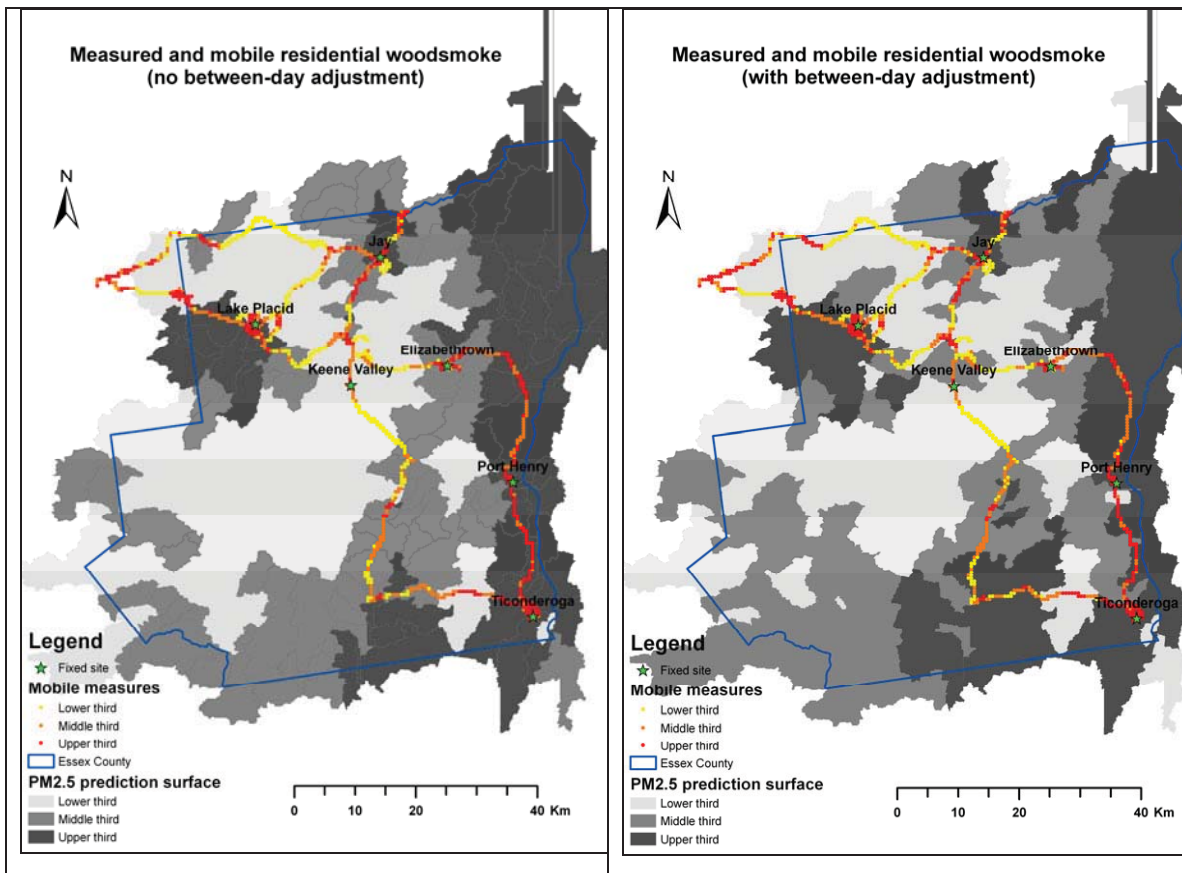 Measured and mobile residential woodsmoke
(no between-day adjustment)
N
Jay
Lake Placid
Elizabethtown
Keene Valley
Port Henry
Ticonderoga
Legend
Fixed site
Mobile measures
Lower third
Middle third
Upper third
Essex County
PM2.5 prediction surface
Lower third
Middle third
Upper third
0 10 20 40 Km
Measured and mobile residential woodsmoke
(with between-day adjustment)
N
Jay
Lake Placid
Elizabethtown
Keene Valley
Port Henry
Ticonderoga
Legend
Fixed site
Mobile measures
Lower third
Middle third
Upper third
Essex County
PM2.5 prediction surface
Lower third
Middle third
Upper third
0 10 20 40 Km